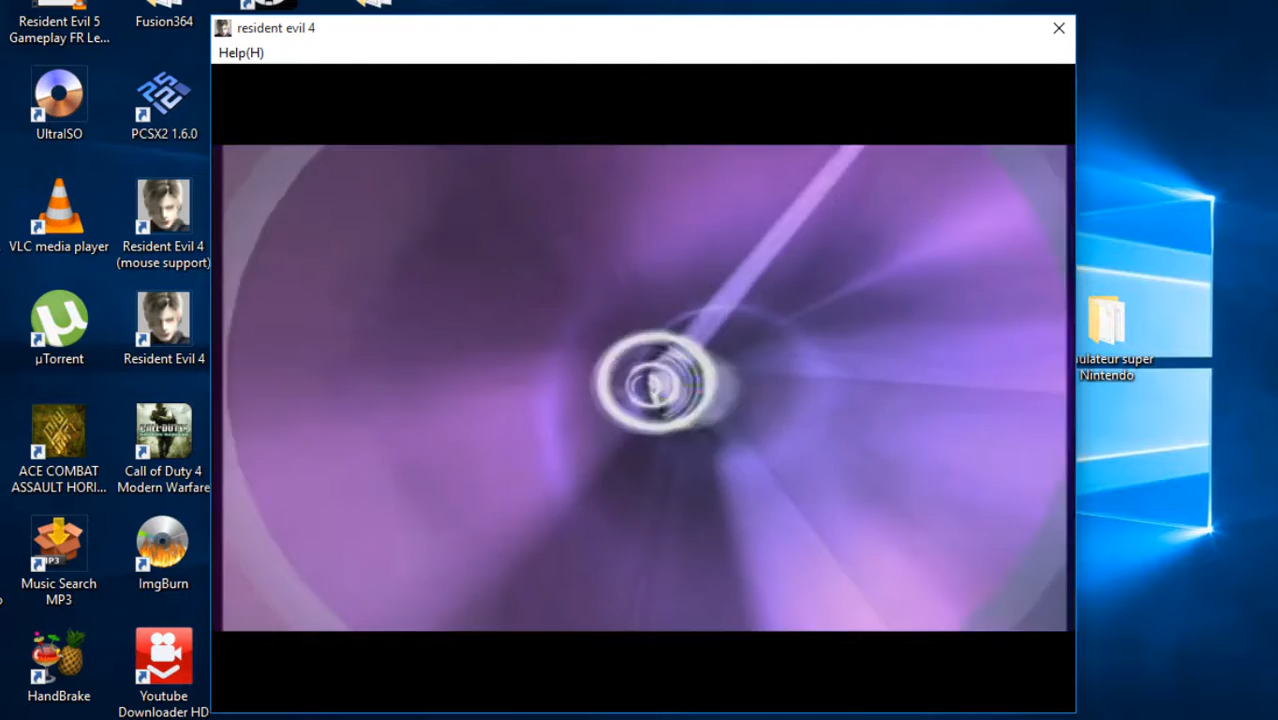 Resident Evil 5
Gameplay FR Le...
Fusion364
resident evil 4
Help(H)
UltraISO
PCSX2 1.6.0
VLC media player
Resident Evil 4
(mouse support)
µTorrent
Resident Evil 4
ulateur super
Nintendo
ACE COMBAT
ASSAULT HORI...
Call of Duty 4
Modern Warfare
Music Search
MP3
ImgBurn
HandBrake
Youtube
Downloader HD